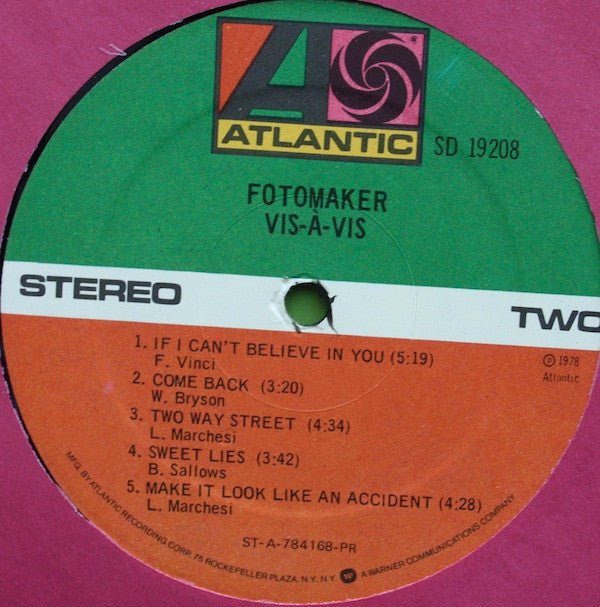 ATLANTIC
SD 19208
FOTOMAKER
VIS-À-VIS
STEREO
TWO
1. IF I CAN'T BELIEVE IN YOU (5:19)
F. Vinci
2. COME BACK (3:20)
W. Bryson
3. TWO WAY STREET (4:34)
L. Marchesi
4. SWEET LIES (3:42)
B. Sallows
5. MAKE IT LOOK LIKE AN ACCIDENT (4:28)
L. Marchesi
℗ 1978
Atlantic
ST-A-784168-PR
MFG. BY ATLANTIC RECORDING CORP. 75 ROCKEFELLER PLAZA, N.Y. N.Y. W A WARNER COMMUNICATIONS COMPANY